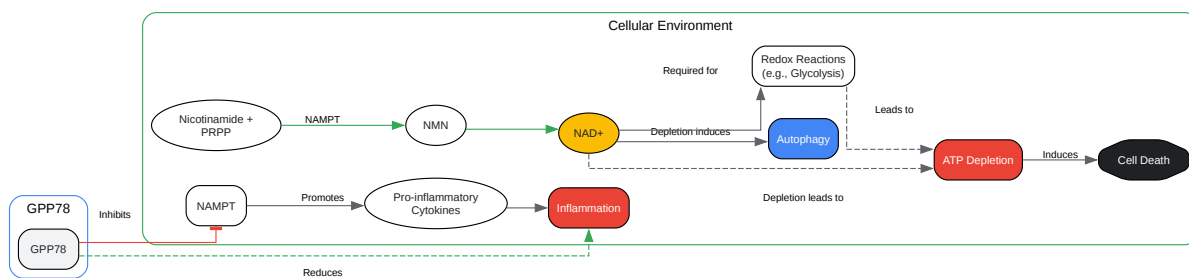 Cellular Environment
Redox Reactions
(e.g., Glycolysis)
Required for
Leads to
Nicotinamide +
PRPP
NAMPT
NMN
NAD+
Depletion induces
Autophagy
ATP Depletion
Induces
Cell Death
Depletion leads to
NAMPT
Promotes
Pro-inflammatory
Cytokines
Inflammation
GPP78
Inhibits
GPP78
Reduces